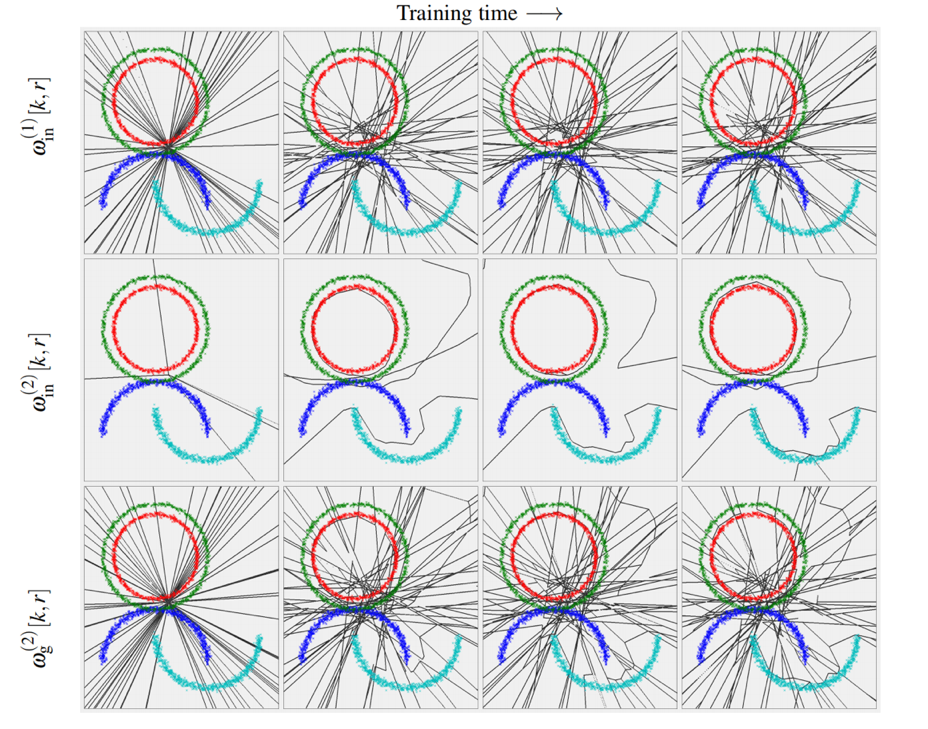 Training time ⟶
ω_in^(1)[k, r]
ω_in^(2)[k, r]
ω_g^(2)[k, r]